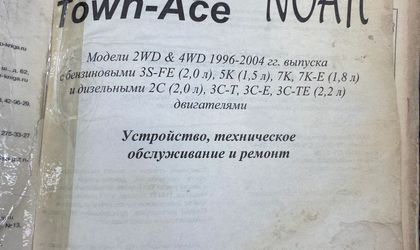 Town-Ace NOAH
Модели 2WD & 4WD 1996-2004 гг. выпуска
с бензиновыми 3S-FE (2,0 л), 5K (1,5 л), 7K, 7K-E (1,8 л)
и дизельными 2C (2,0 л), 3C-T, 3C-E, 3C-TE (2,2 л)
двигателями
Устройство, техническое
обслуживание и ремонт